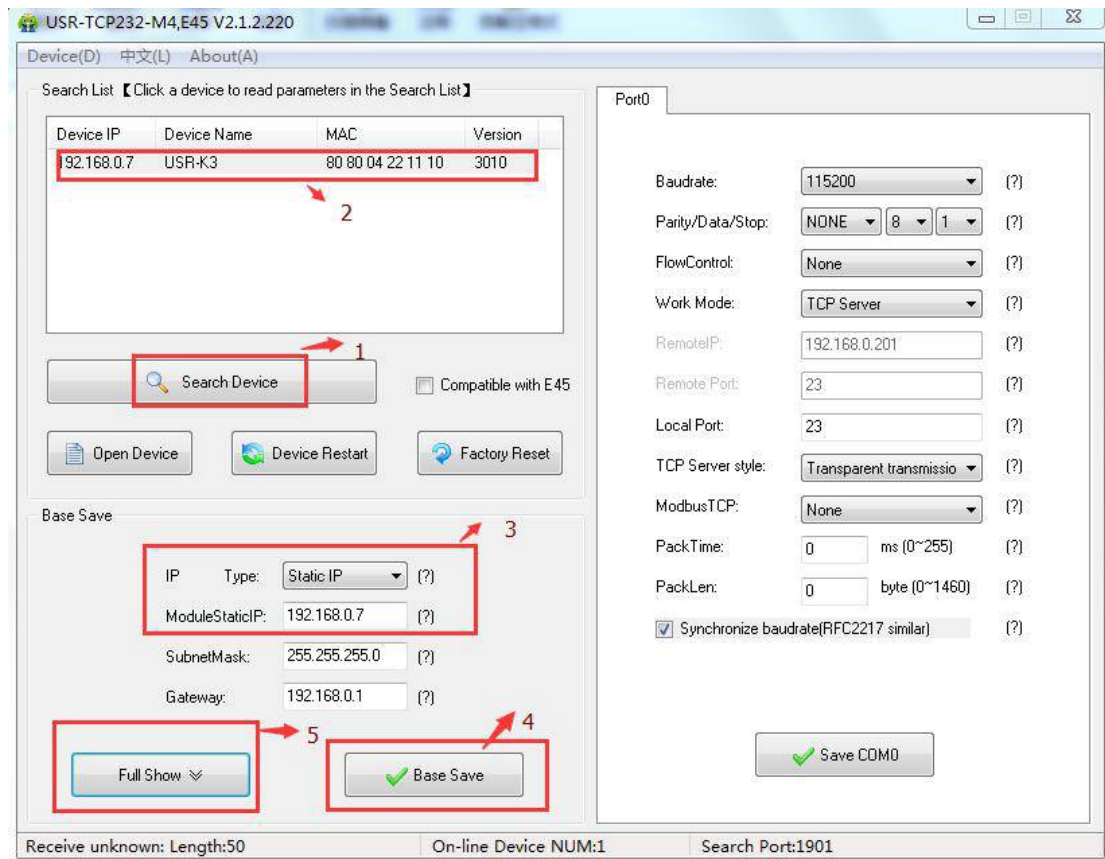 USR-TCP232-M4,E45 V2.1.2.220
Device(D) 中文(L) About(A)
Search List 【Click a device to read parameters in the Search List】
Device IP Device Name MAC Version
192.168.0.7 USR-K3 80 80 04 22 11 10 3010
2
1
Search Device
Compatible with E45
Open Device
Device Restart
Factory Reset
Base Save
3
IP Type: Static IP (?)
ModuleStaticIP: 192.168.0.7 (?)
SubnetMask: 255.255.255.0 (?)
Gateway: 192.168.0.1 (?)
5
4
Full Show
Base Save
Port0
Baudrate: 115200 (?)
Parity/Data/Stop: NONE 8 1 (?)
FlowControl: None (?)
Work Mode: TCP Server (?)
RemoteIP: 192.168.0.201 (?)
Remote Port: 23 (?)
Local Port: 23 (?)
TCP Server style: Transparent transmissio (?)
ModbusTCP: None (?)
PackTime: 0 ms (0~255) (?)
PackLen: 0 byte (0~1460) (?)
Synchronize baudrate(RFC2217 similar) (?)
Save COM0
Receive unknown: Length:50 On-line Device NUM:1 Search Port:1901